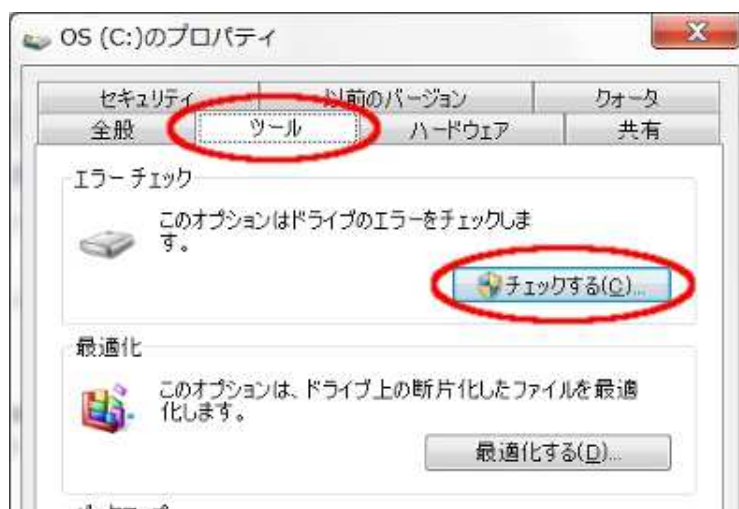 OS (C:)のプロパティ
セキュリティ 以前のバージョン クォータ
全般 ツール ハードウェア 共有
エラー チェック
このオプションはドライブのエラーをチェックしま
す。
チェックする(C)...
最適化
このオプションは、ドライブ上の断片化したファイルを最適
化します。
最適化する(D)...